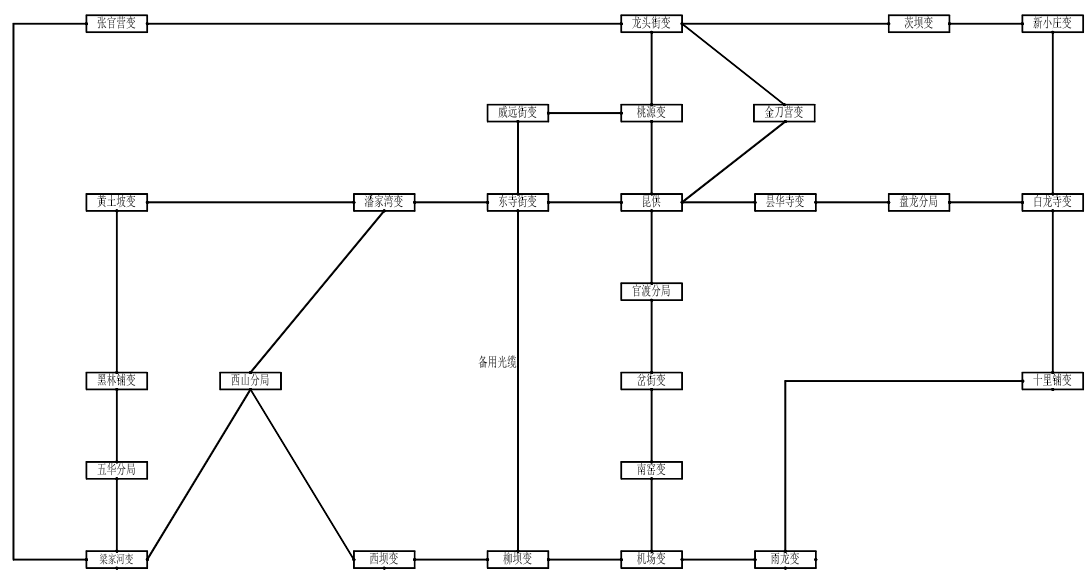 张官营变
龙头街变
茨坝变
新小庄变
威远街变
桃源变
金刀营变
黄土坡变
潘家湾变
东寺街变
昆供
昙华寺变
盘龙分局
白龙寺变
官渡分局
备用光缆
黑林铺变
西山分局
岔街变
十里铺变
五华分局
南窑变
梁家河变
西坝变
柳坝变
机场变
雨龙变